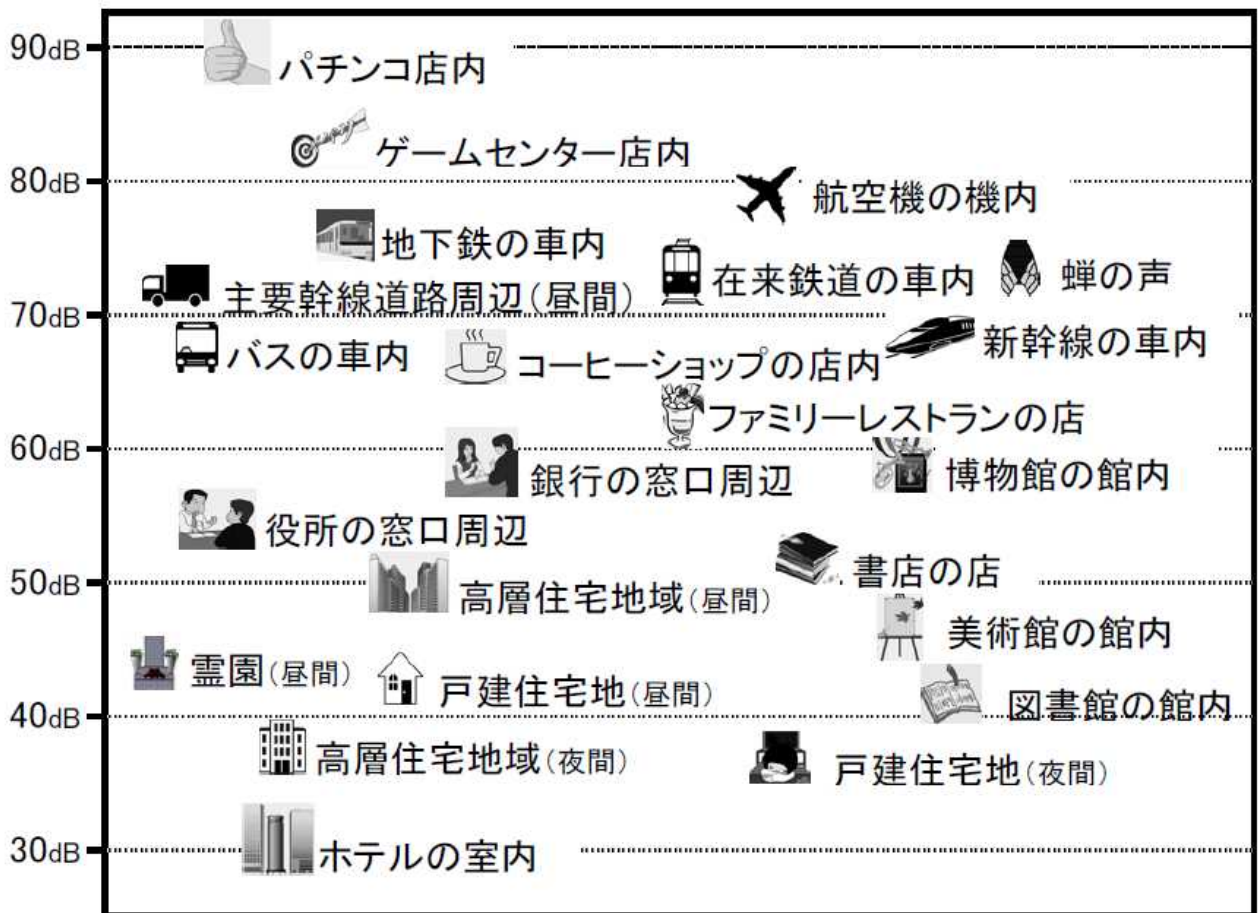 90dB
パチンコ店内
ゲームセンター店内
80dB
航空機の機内
地下鉄の車内
在来鉄道の車内
蝉の声
主要幹線道路周辺(昼間)
70dB
バスの車内
コーヒーショップの店内
新幹線の車内
ファミリーレストランの店
60dB
銀行の窓口周辺
博物館の館内
役所の窓口周辺
書店の店
50dB
高層住宅地域(昼間)
美術館の館内
霊園(昼間)
戸建住宅地(昼間)
図書館の館内
40dB
高層住宅地域(夜間)
戸建住宅地(夜間)
30dB
ホテルの室内